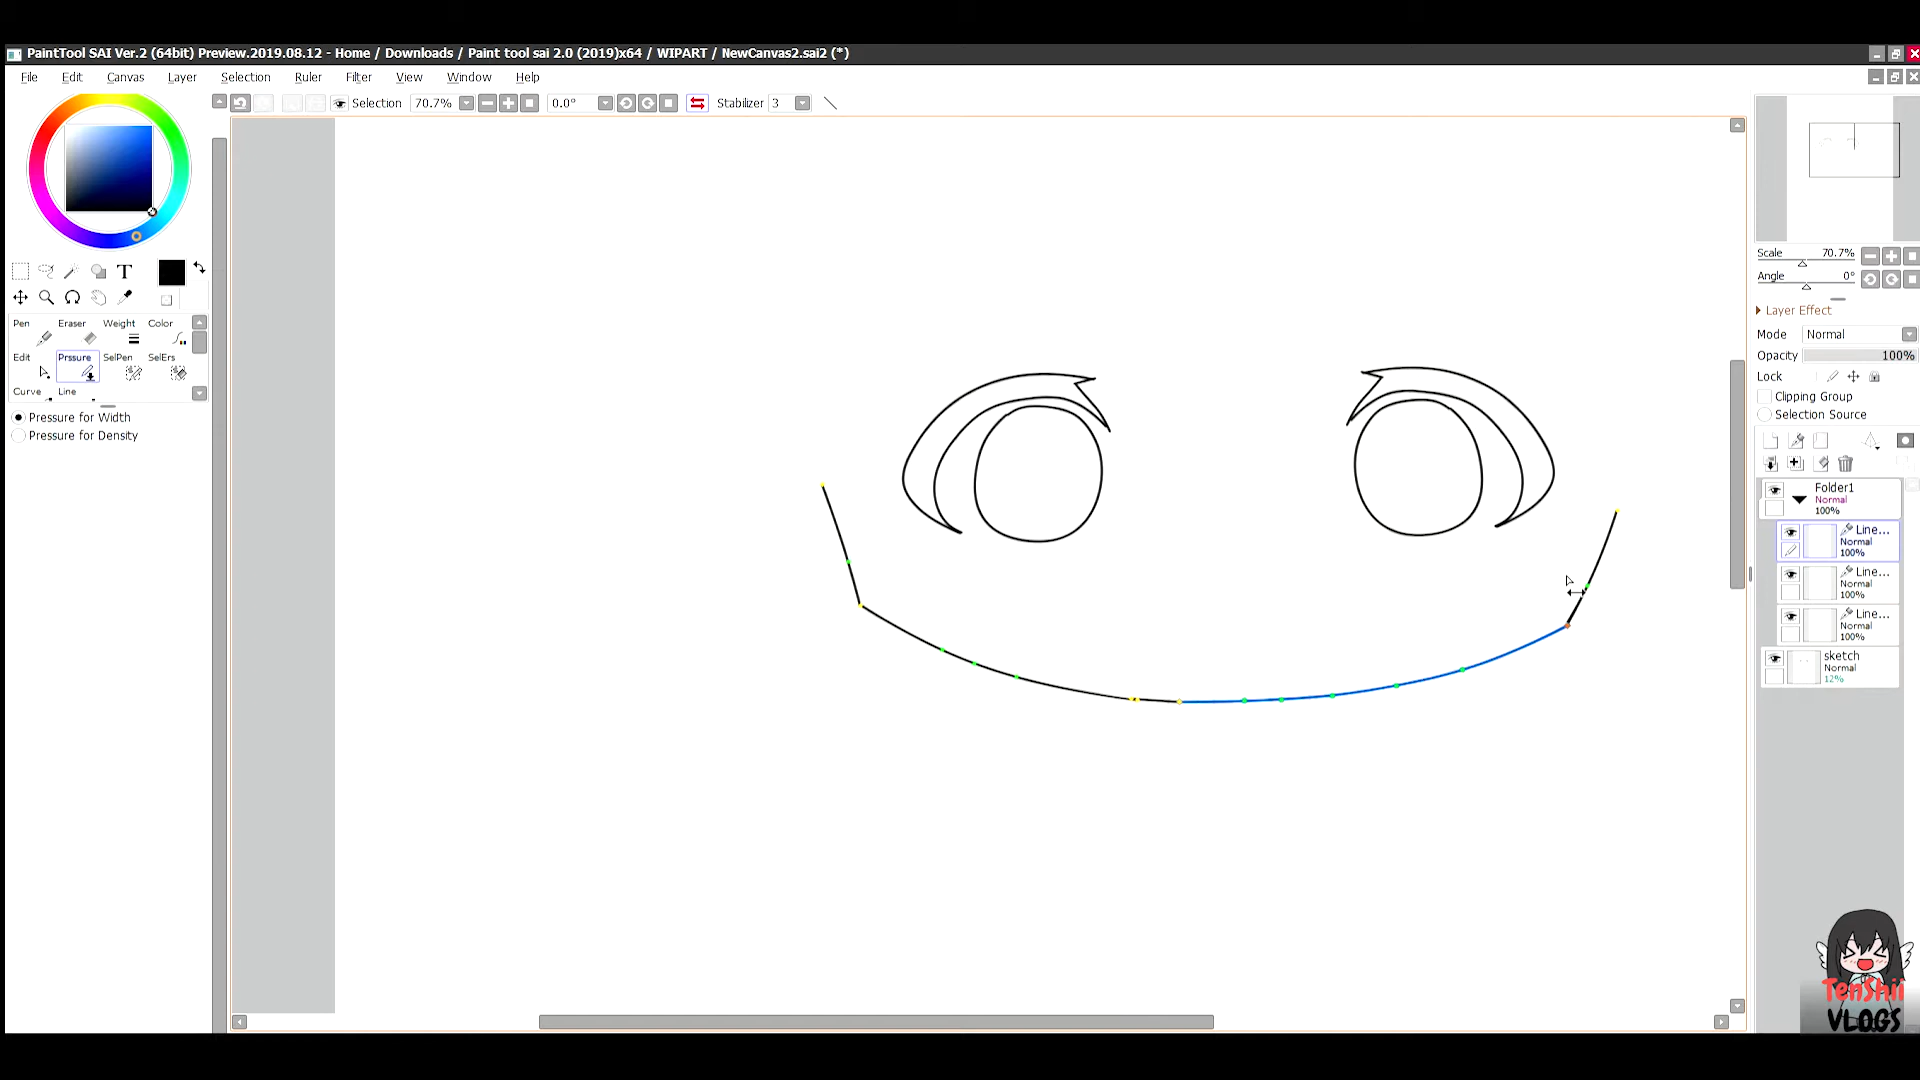 PaintTool SAI Ver.2 (64bit) Preview.2019.08.12 - Home / Downloads / Paint tool sai 2.0 (2019)x64 / WIPART / NewCanvas2.sai2 (*)
File Edit Canvas Layer Selection Ruler Filter View Window Help
Selection 70.7% 0.0° Stabilizer 3
T
Pen Eraser Weight Color
Edit Prssure SelPen SelErs
Curve Line
Pressure for Width
Pressure for Density
Scale 70.7%
Angle 0°
Layer Effect
Mode Normal
Opacity 100%
Lock
Clipping Group
Selection Source
Folder1
Normal
100%
Line...
Normal
100%
Line...
Normal
100%
Line...
Normal
100%
sketch
Normal
12%
TenShii
VLOGS